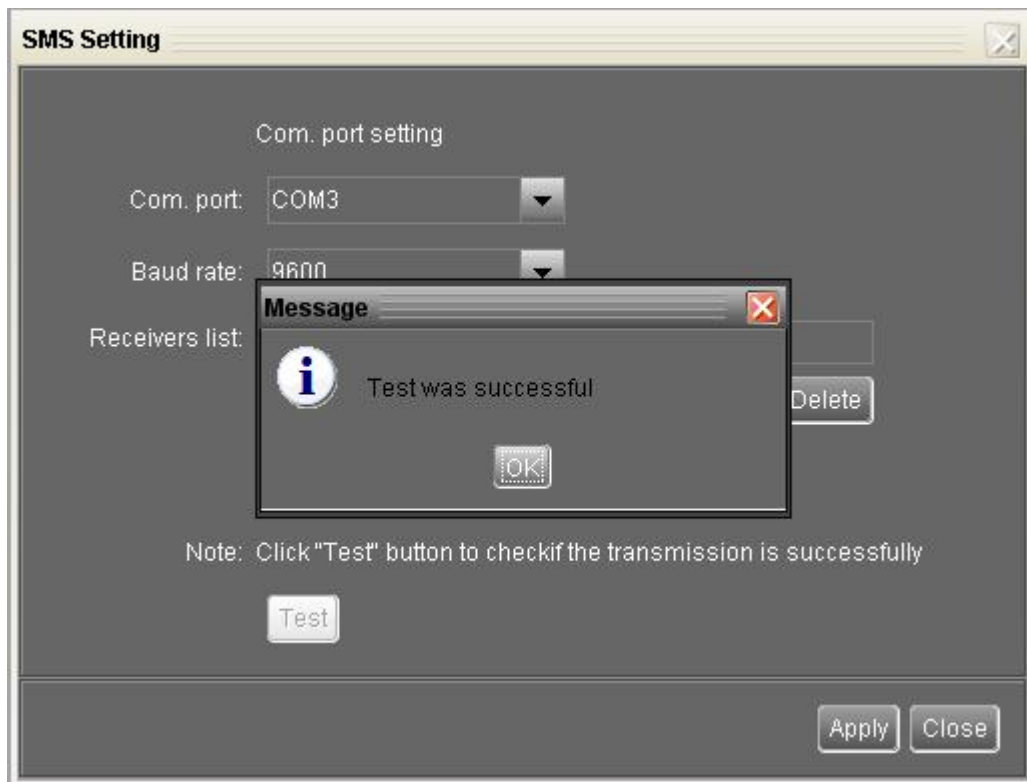 SMS Setting
Com. port setting
Com. port: COM3
Baud rate: 9600
Message
Receivers list:
Test was successful
Delete
OK
Note: Click "Test" button to checkif the transmission is successfully
Test
Apply Close